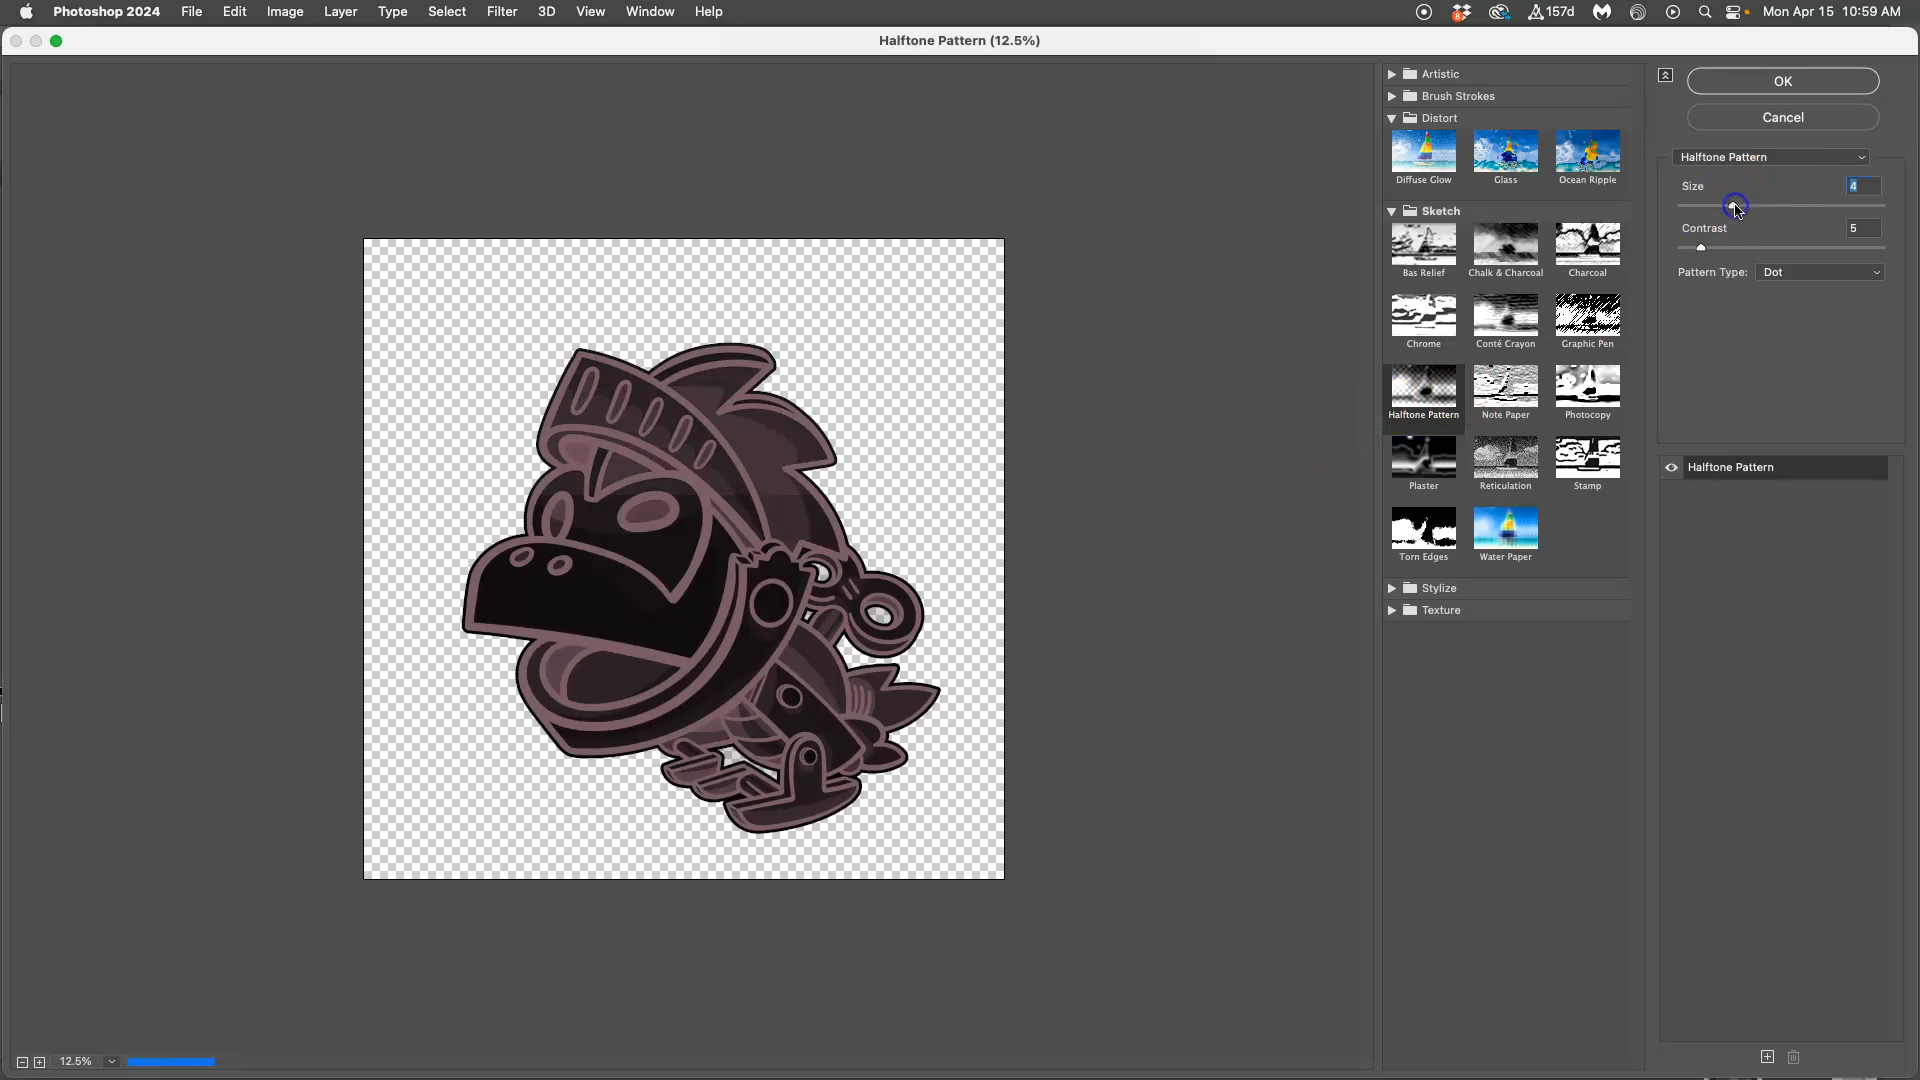 Photoshop 2024 File Edit Image Layer Type Select Filter 3D View Window Help 8 157d Mon Apr 15 10:59 AM
Halftone Pattern (12.5%)
Artistic
Brush Strokes
Distort
Diffuse Glow Glass Ocean Ripple
Sketch
Bas Relief Chalk & Charcoal Charcoal
Chrome Conté Crayon Graphic Pen
Halftone Pattern Note Paper Photocopy
Plaster Reticulation Stamp
Torn Edges Water Paper
Stylize
Texture
OK
Cancel
Halftone Pattern
Size 4
Contrast 5
Pattern Type: Dot
Halftone Pattern
12.5%